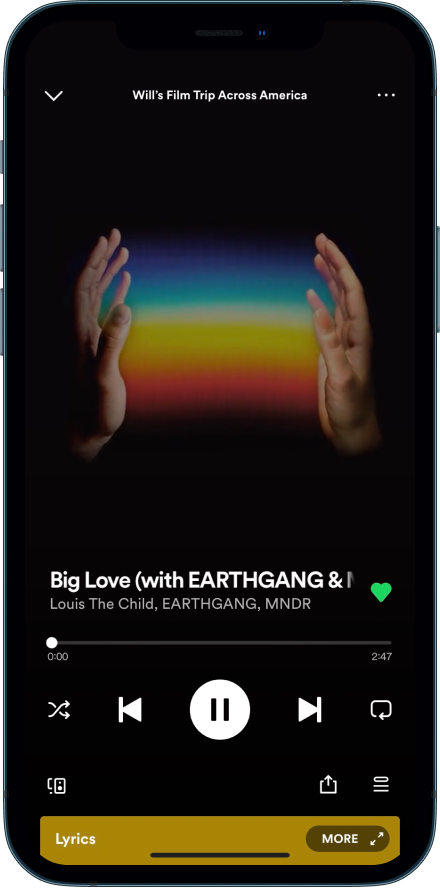 Will's Film Trip Across America
Big Love (with EARTHGANG &
Louis The Child, EARTHGANG, MNDR
0:00
2:47
Lyrics
MORE